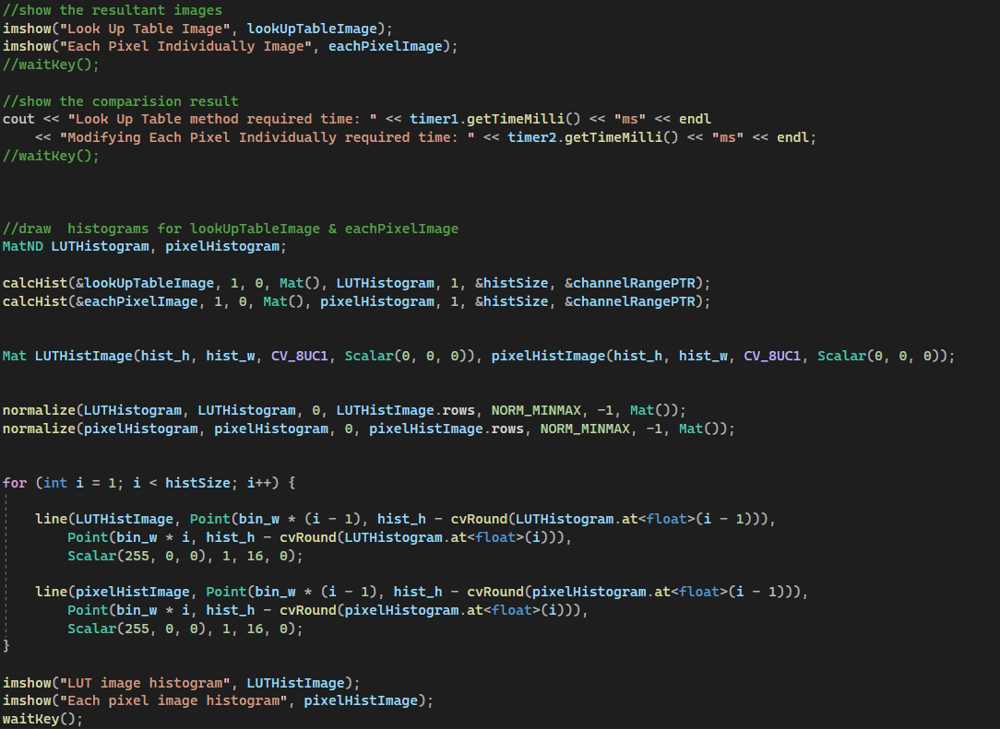 //show the resultant images
imshow("Look Up Table Image", lookUpTableImage);
imshow("Each Pixel Individually Image", eachPixelImage);
//waitKey();
//show the comparision result
cout << "Look Up Table method required time: " << timer1.getTimeMilli() << "ms" << endl
    << "Modifying Each Pixel Individually required time: " << timer2.getTimeMilli() << "ms" << endl;
//waitKey();
//draw  histograms for lookUpTableImage & eachPixelImage
MatND LUTHistogram, pixelHistogram;
calcHist(&lookUpTableImage, 1, 0, Mat(), LUTHistogram, 1, &histSize, &channelRangePTR);
calcHist(&eachPixelImage, 1, 0, Mat(), pixelHistogram, 1, &histSize, &channelRangePTR);
Mat LUTHistImage(hist_h, hist_w, CV_8UC1, Scalar(0, 0, 0)), pixelHistImage(hist_h, hist_w, CV_8UC1, Scalar(0, 0, 0));
normalize(LUTHistogram, LUTHistogram, 0, LUTHistImage.rows, NORM_MINMAX, -1, Mat());
normalize(pixelHistogram, pixelHistogram, 0, pixelHistImage.rows, NORM_MINMAX, -1, Mat());
for (int i = 1; i < histSize; i++) {
    line(LUTHistImage, Point(bin_w * (i - 1), hist_h - cvRound(LUTHistogram.at<float>(i - 1))),
        Point(bin_w * i, hist_h - cvRound(LUTHistogram.at<float>(i))),
        Scalar(255, 0, 0), 1, 16, 0);
    line(pixelHistImage, Point(bin_w * (i - 1), hist_h - cvRound(pixelHistogram.at<float>(i - 1))),
        Point(bin_w * i, hist_h - cvRound(pixelHistogram.at<float>(i))),
        Scalar(255, 0, 0), 1, 16, 0);
}
imshow("LUT image histogram", LUTHistImage);
imshow("Each pixel image histogram", pixelHistImage);
waitKey();